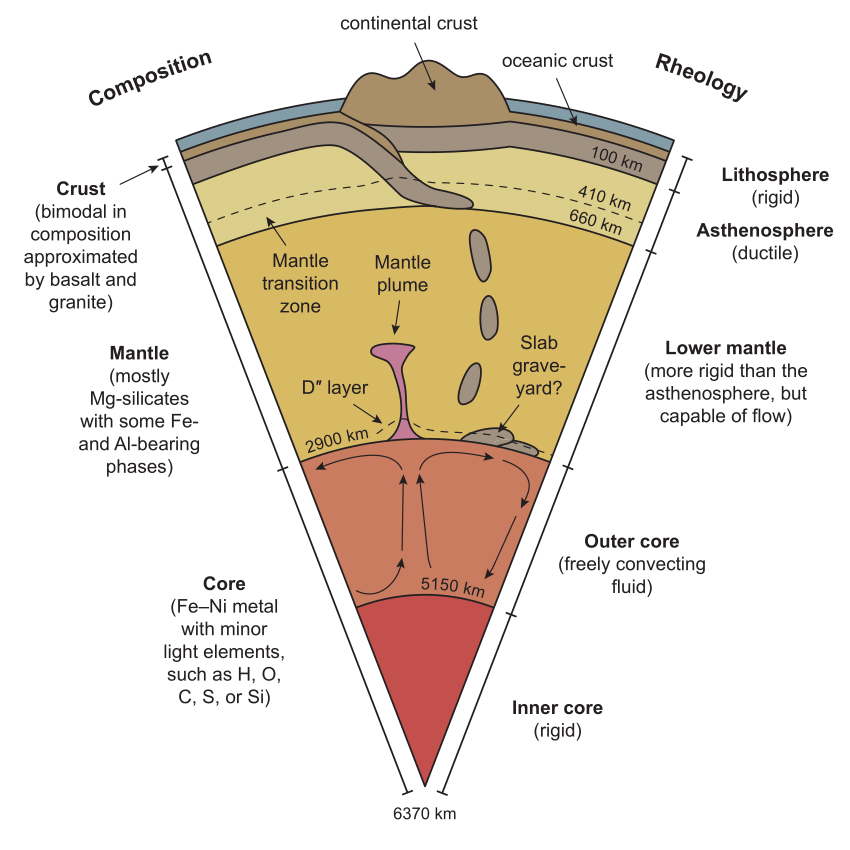 continental crust
Composition
oceanic crust
Rheology
100 km
410 km
660 km
Crust
(bimodal in
composition
approximated
by basalt and
granite)
Lithosphere
(rigid)
Asthenosphere
(ductile)
Mantle
transition
zone
Mantle
plume
Slab
grave-
yard?
D″ layer
2900 km
Mantle
(mostly
Mg-silicates
with some Fe-
and Al-bearing
phases)
Lower mantle
(more rigid than the
asthenosphere, but
capable of flow)
Outer core
(freely convecting
fluid)
5150 km
Core
(Fe–Ni metal
with minor
light elements,
such as H, O,
C, S, or Si)
Inner core
(rigid)
6370 km